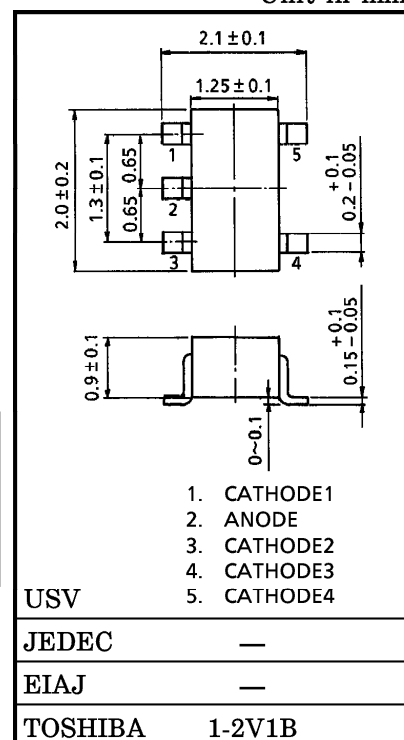 2.1±0.1
1.25±0.1
2.0±0.2
1.3±0.1
0.65
0.65
1
2
3
5
4
+0.1
0.2−0.05
0.9±0.1
+0.1
0.15−0.05
0~0.1
1. CATHODE1
2. ANODE
3. CATHODE2
4. CATHODE3
USV 5. CATHODE4
JEDEC —
EIAJ —
TOSHIBA 1-2V1B